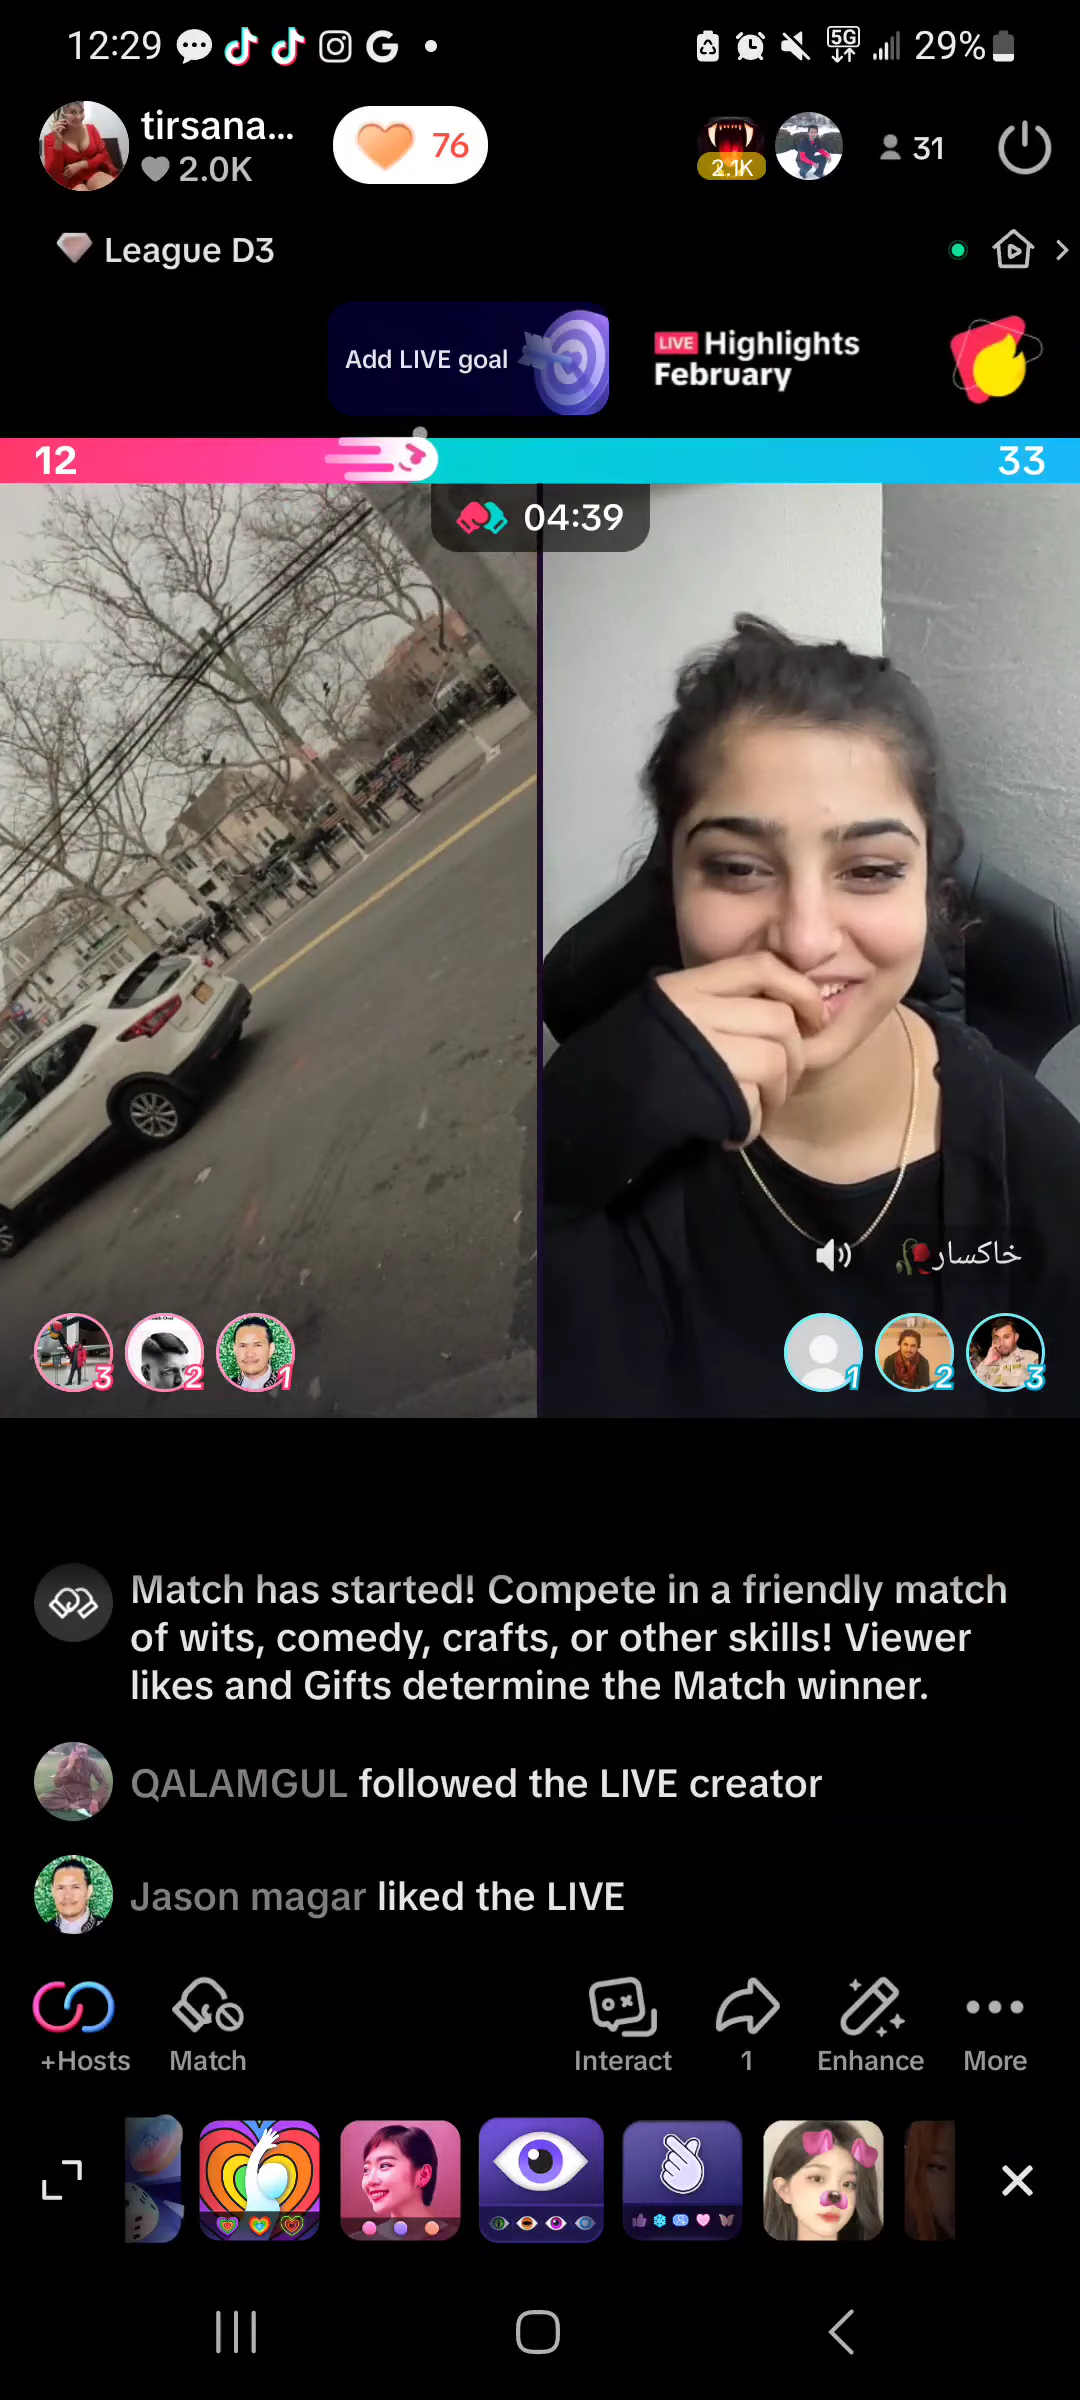 12:29
5G
29%
tirsana...
2.0K
76
2.1K
31
League D3
Add LIVE goal
LIVE Highlights
February
12
33
04:39
خاکسار
3
2
1
1
2
3
Match has started! Compete in a friendly match
of wits, comedy, crafts, or other skills! Viewer
likes and Gifts determine the Match winner.
QALAMGUL followed the LIVE creator
Jason magar liked the LIVE
+Hosts
Match
Interact
1
Enhance
More